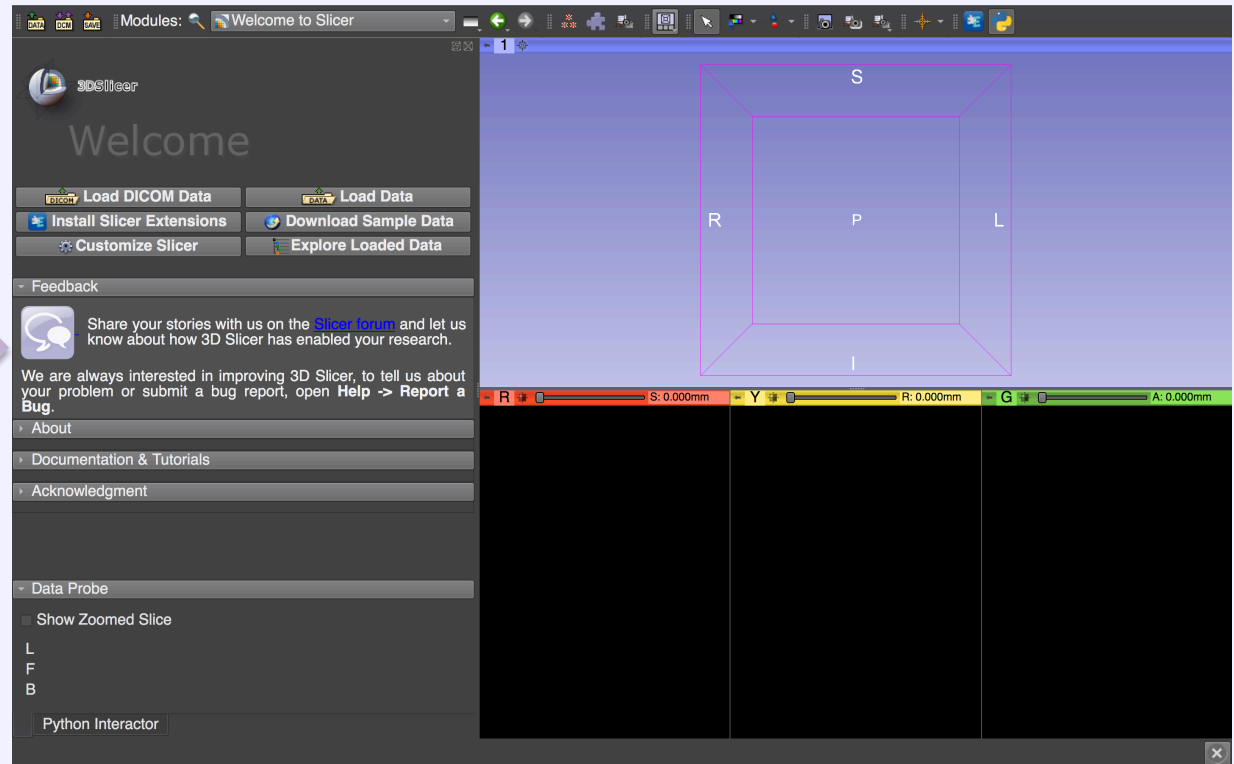 DATA DCM SAVE Modules: Welcome to Slicer
1
3DSlicer
Welcome
DICOM Load DICOM Data DATA Load Data
Install Slicer Extensions Download Sample Data
Customize Slicer Explore Loaded Data
Feedback
Share your stories with us on the Slicer forum and let us
know about how 3D Slicer has enabled your research.
We are always interested in improving 3D Slicer, to tell us about
your problem or submit a bug report, open Help -> Report a
Bug.
About
Documentation & Tutorials
Acknowledgment
Data Probe
Show Zoomed Slice
L
F
B
Python Interactor
S
R P L
I
R S: 0.000mm Y R: 0.000mm G A: 0.000mm